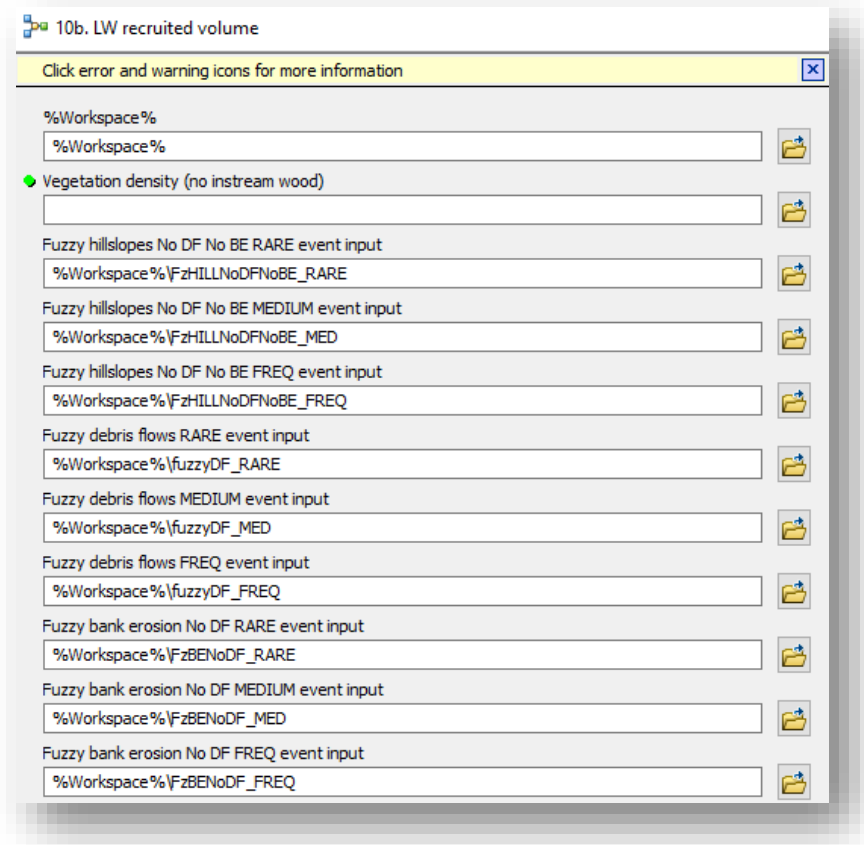 10b. LW recruited volume
Click error and warning icons for more information
%Workspace%
%Workspace%
Vegetation density (no instream wood)
Fuzzy hillslopes No DF No BE RARE event input
%Workspace%\FzHILLNoDFNoBE_RARE
Fuzzy hillslopes No DF No BE MEDIUM event input
%Workspace%\FzHILLNoDFNoBE_MED
Fuzzy hillslopes No DF No BE FREQ event input
%Workspace%\FzHILLNoDFNoBE_FREQ
Fuzzy debris flows RARE event input
%Workspace%\fuzzyDF_RARE
Fuzzy debris flows MEDIUM event input
%Workspace%\fuzzyDF_MED
Fuzzy debris flows FREQ event input
%Workspace%\fuzzyDF_FREQ
Fuzzy bank erosion No DF RARE event input
%Workspace%\FzBENoDF_RARE
Fuzzy bank erosion No DF MEDIUM event input
%Workspace%\FzBENoDF_MED
Fuzzy bank erosion No DF FREQ event input
%Workspace%\FzBENoDF_FREQ